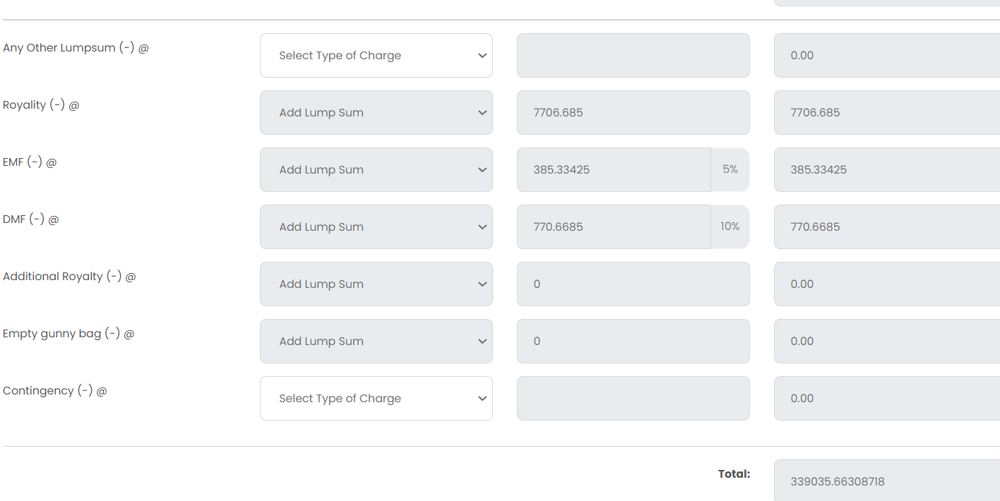 Any Other Lumpsum (-) @ Select Type of Charge 0.00
Royality (-) @ Add Lump Sum 7706.685 7706.685
EMF (-) @ Add Lump Sum 385.33425 5% 385.33425
DMF (-) @ Add Lump Sum 770.6685 10% 770.6685
Additional Royalty (-) @ Add Lump Sum 0 0.00
Empty gunny bag (-) @ Add Lump Sum 0 0.00
Contingency (-) @ Select Type of Charge 0.00
Total: 339035.66308718